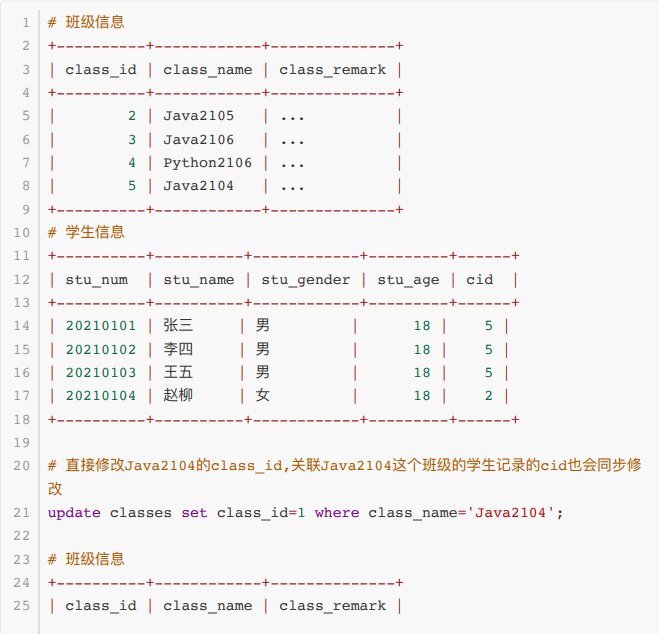 1 # 班级信息
2 +----------+------------+--------------+
3 | class_id | class_name | class_remark |
4 +----------+------------+--------------+
5 |        2 | Java2105   | ...          |
6 |        3 | Java2106   | ...          |
7 |        4 | Python2106 | ...          |
8 |        5 | Java2104   | ...          |
9 +----------+------------+--------------+
10 # 学生信息
11 +----------+----------+------------+---------+------+
12 | stu_num  | stu_name | stu_gender | stu_age | cid  |
13 +----------+----------+------------+---------+------+
14 | 20210101 | 张三     | 男         |      18 |    5 |
15 | 20210102 | 李四     | 男         |      18 |    5 |
16 | 20210103 | 王五     | 男         |      18 |    5 |
17 | 20210104 | 赵柳     | 女         |      18 |    2 |
18 +----------+----------+------------+---------+------+
19
20 # 直接修改Java2104的class_id,关联Java2104这个班级的学生记录的cid也会同步修
改
21 update classes set class_id=1 where class_name='Java2104';
22
23 # 班级信息
24 +----------+------------+--------------+
25 | class_id | class_name | class_remark |